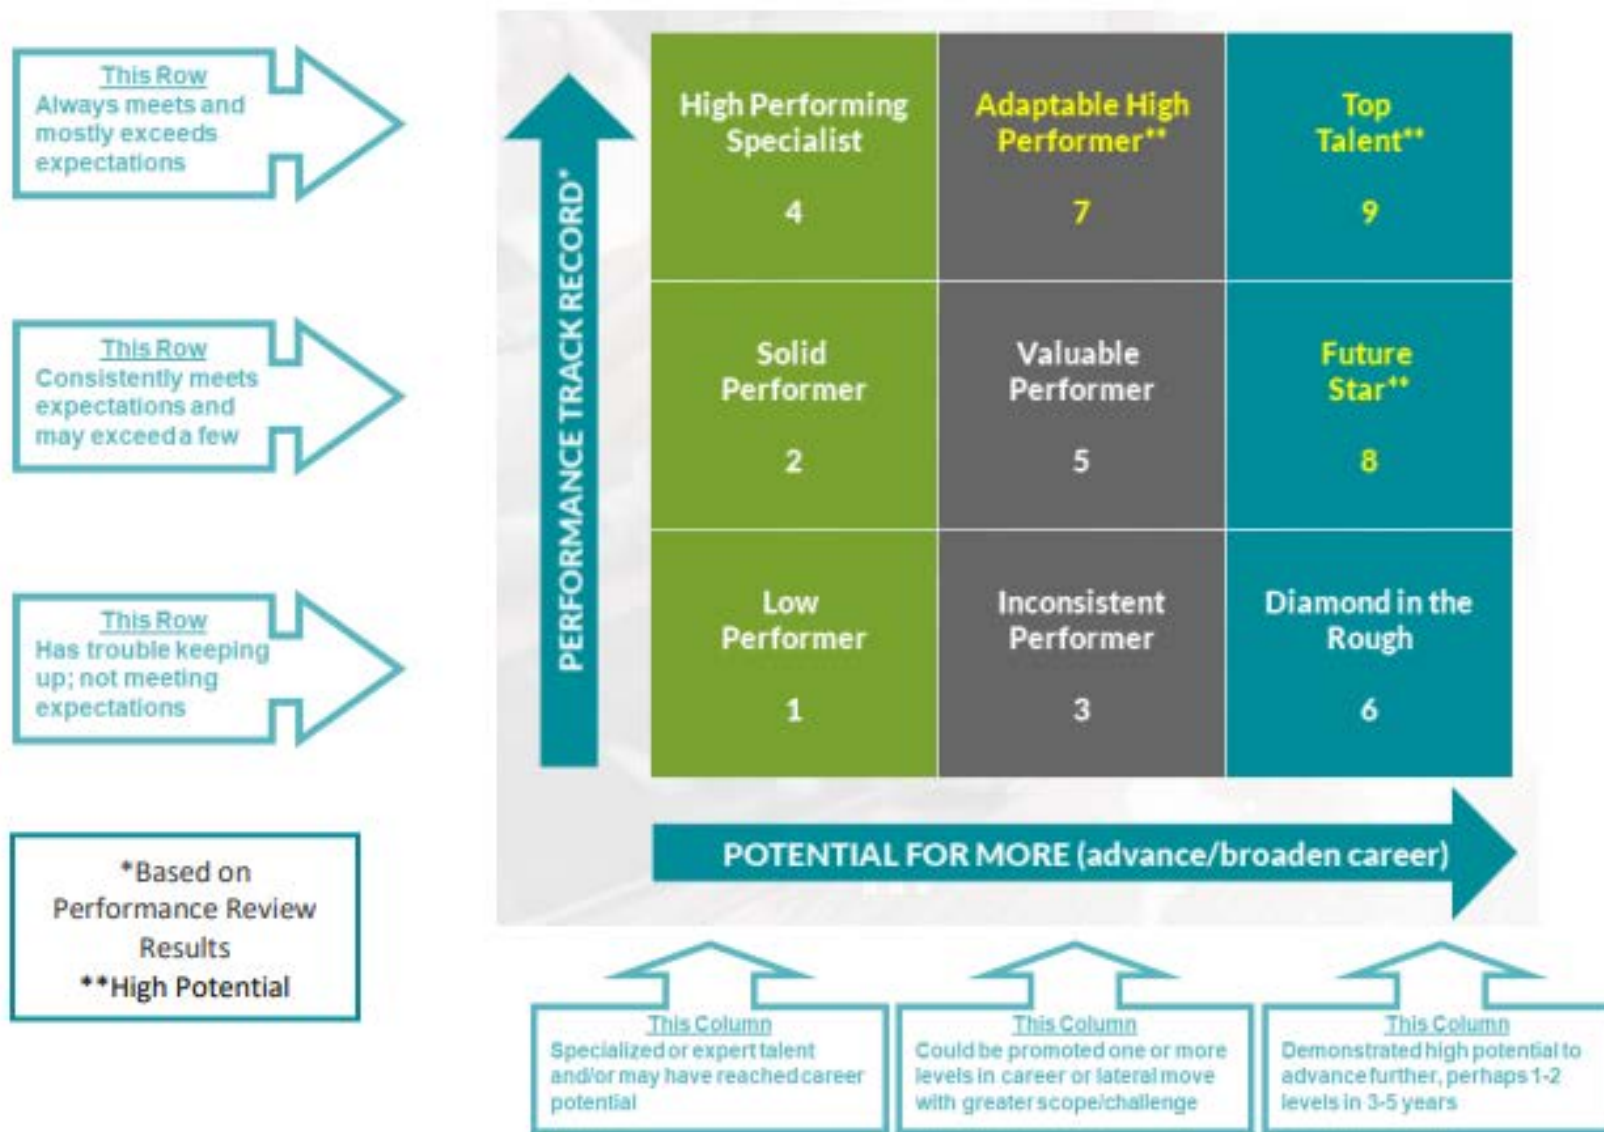 This Row
Always meets and
mostly exceeds
expectations
This Row
Consistently meets
expectations and
may exceed a few
This Row
Has trouble keeping
up; not meeting
expectations
*Based on
Performance Review
Results
**High Potential
PERFORMANCE TRACK RECORD*
High Performing
Specialist
4
Adaptable High
Performer**
7
Top
Talent**
9
Solid
Performer
2
Valuable
Performer
5
Future
Star**
8
Low
Performer
1
Inconsistent
Performer
3
Diamond in the
Rough
6
POTENTIAL FOR MORE (advance/broaden career)
This Column
Specialized or expert talent
and/or may have reached career
potential
This Column
Could be promoted one or more
levels in career or lateral move
with greater scope/challenge
This Column
Demonstrated high potential to
advance further, perhaps 1-2
levels in 3-5 years